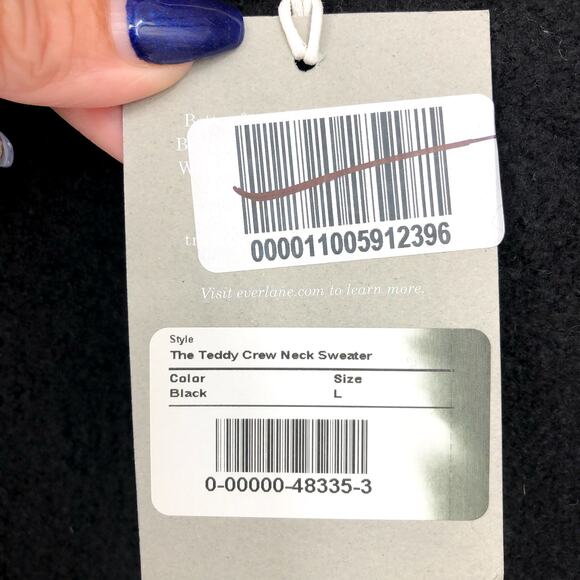 000011005912396
Visit everlane.com to learn more.
Style
The Teddy Crew Neck Sweater
Color Size
Black L
0-00000-48335-3